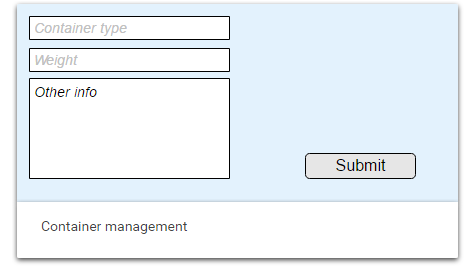 Container type
Weight
Other info
Submit
Container management